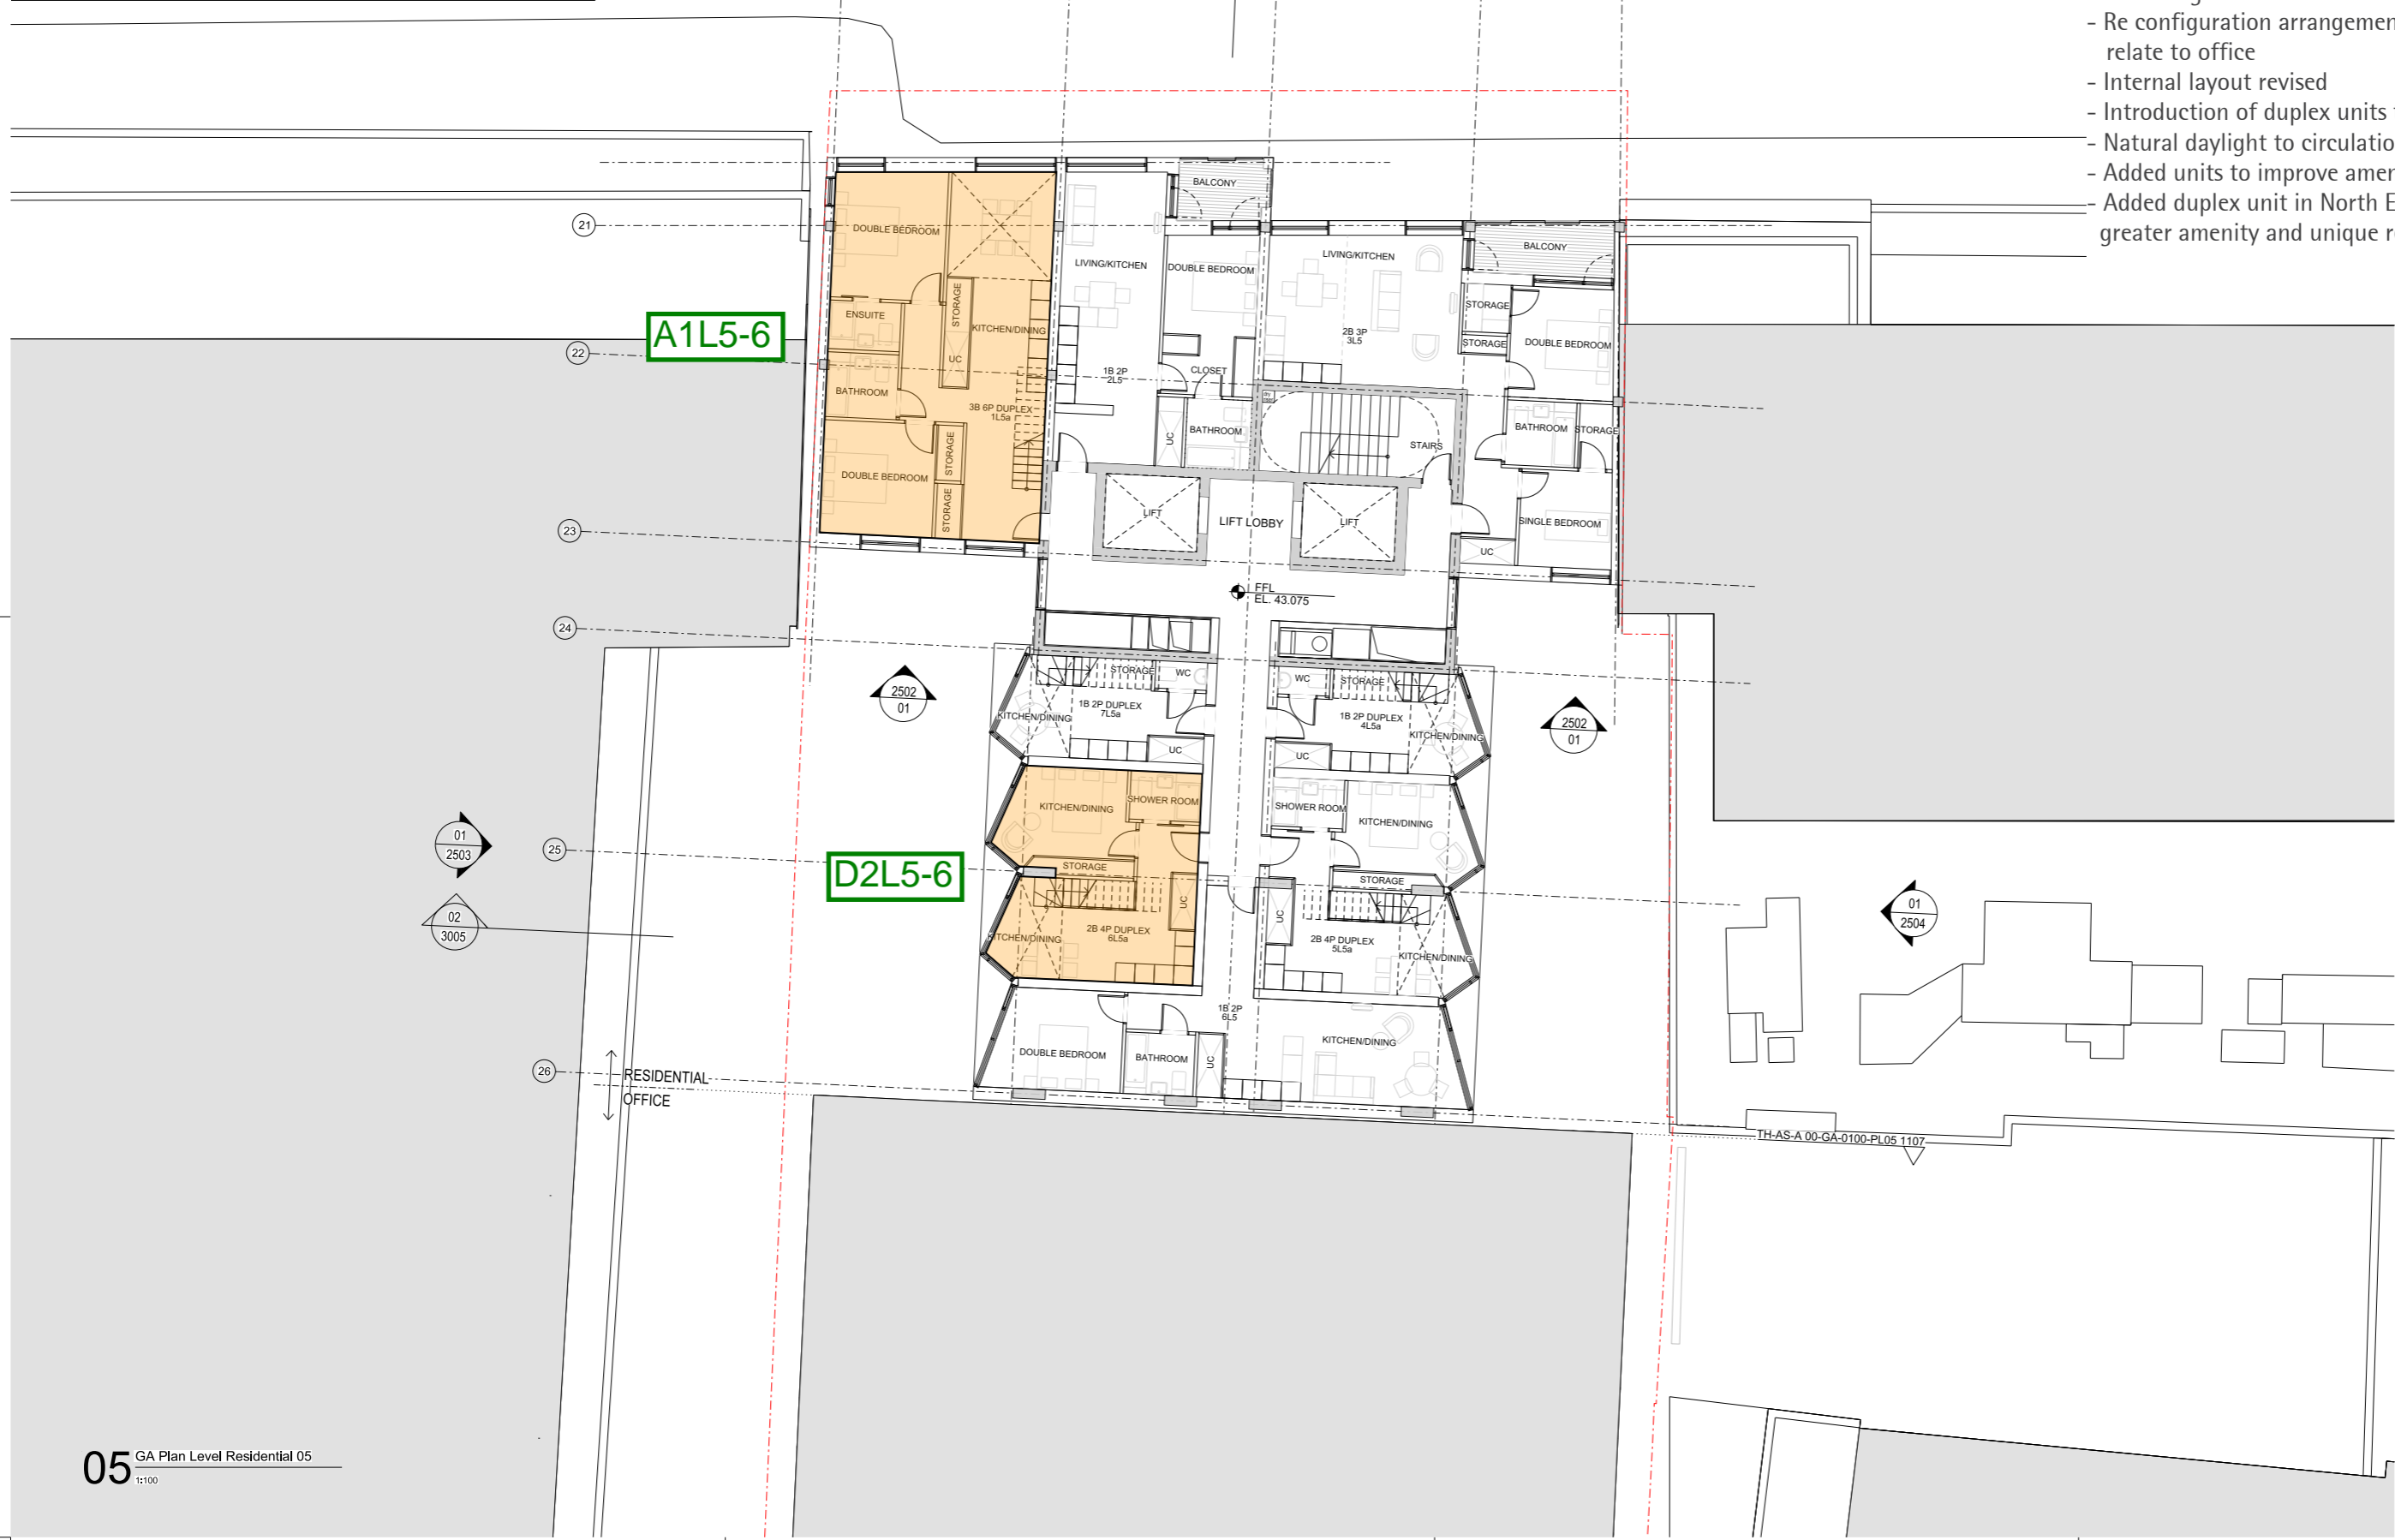 - Re configuration arrangemen
relate to office
- Internal layout revised
- Introduction of duplex units
- Natural daylight to circulatio
- Added units to improve amen
- Added duplex unit in North E
greater amenity and unique r
BALCONY
21
DOUBLE BEDROOM
BALCONY
LIVING/KITCHEN
LIVING/KITCHEN
DOUBLE BEDROOM
STORAGE
STORAGE
ENSUITE
KITCHEN/DINING
A1L5-6
2B 3P
3L5
STORAGE
DOUBLE BEDROOM
22
UC
1B 2P
2L5
CLOSET
BATHROOM
3B 6P DUPLEX
1L5a
UC
BATHROOM
STAIRS
BATHROOM
STORAGE
STORAGE
DOUBLE BEDROOM
STORAGE
LIFT
LIFT LOBBY
LIFT
SINGLE BEDROOM
23
UC
FFL
EL. 43.075
24
STORAGE
WC
WC
STORAGE
2502
01
1B 2P DUPLEX
7L5a
KITCHEN/DINING
1B 2P DUPLEX
4L5a
KITCHEN/DINING
2502
01
UC
UC
KITCHEN/DINING
SHOWER ROOM
SHOWER ROOM
KITCHEN/DINING
01
2503
25
STORAGE
STORAGE
D2L5-6
UC
UC
02
3005
KITCHEN/DINING
2B 4P DUPLEX
6L5a
2B 4P DUPLEX
5L5a
KITCHEN/DINING
01
2504
1B 2P
6L5
DOUBLE BEDROOM
BATHROOM
UC
KITCHEN/DINING
26
RESIDENTIAL
OFFICE
TH-AS-A 00-GA-0100-PL05 1107
05
GA Plan Level Residential 05
1:100